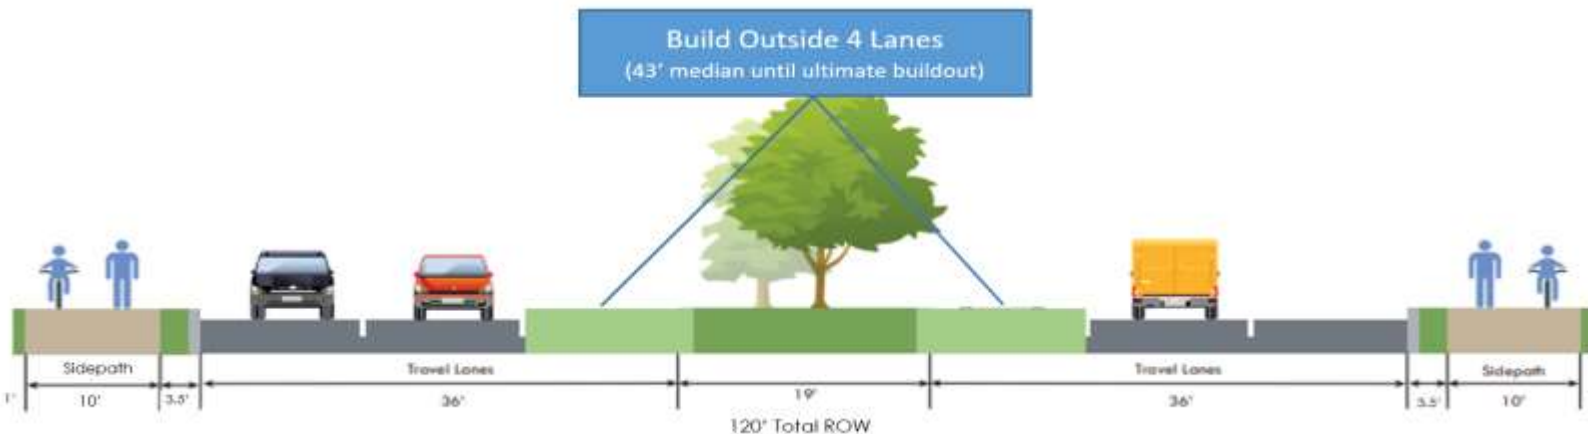 Build Outside 4 Lanes
(43' median until ultimate buildout)
Sidepath
Travel Lanes
Travel Lanes
Sidepath
1'
10'
3.5'
36'
19'
36'
5.5'
10'
120' Total ROW